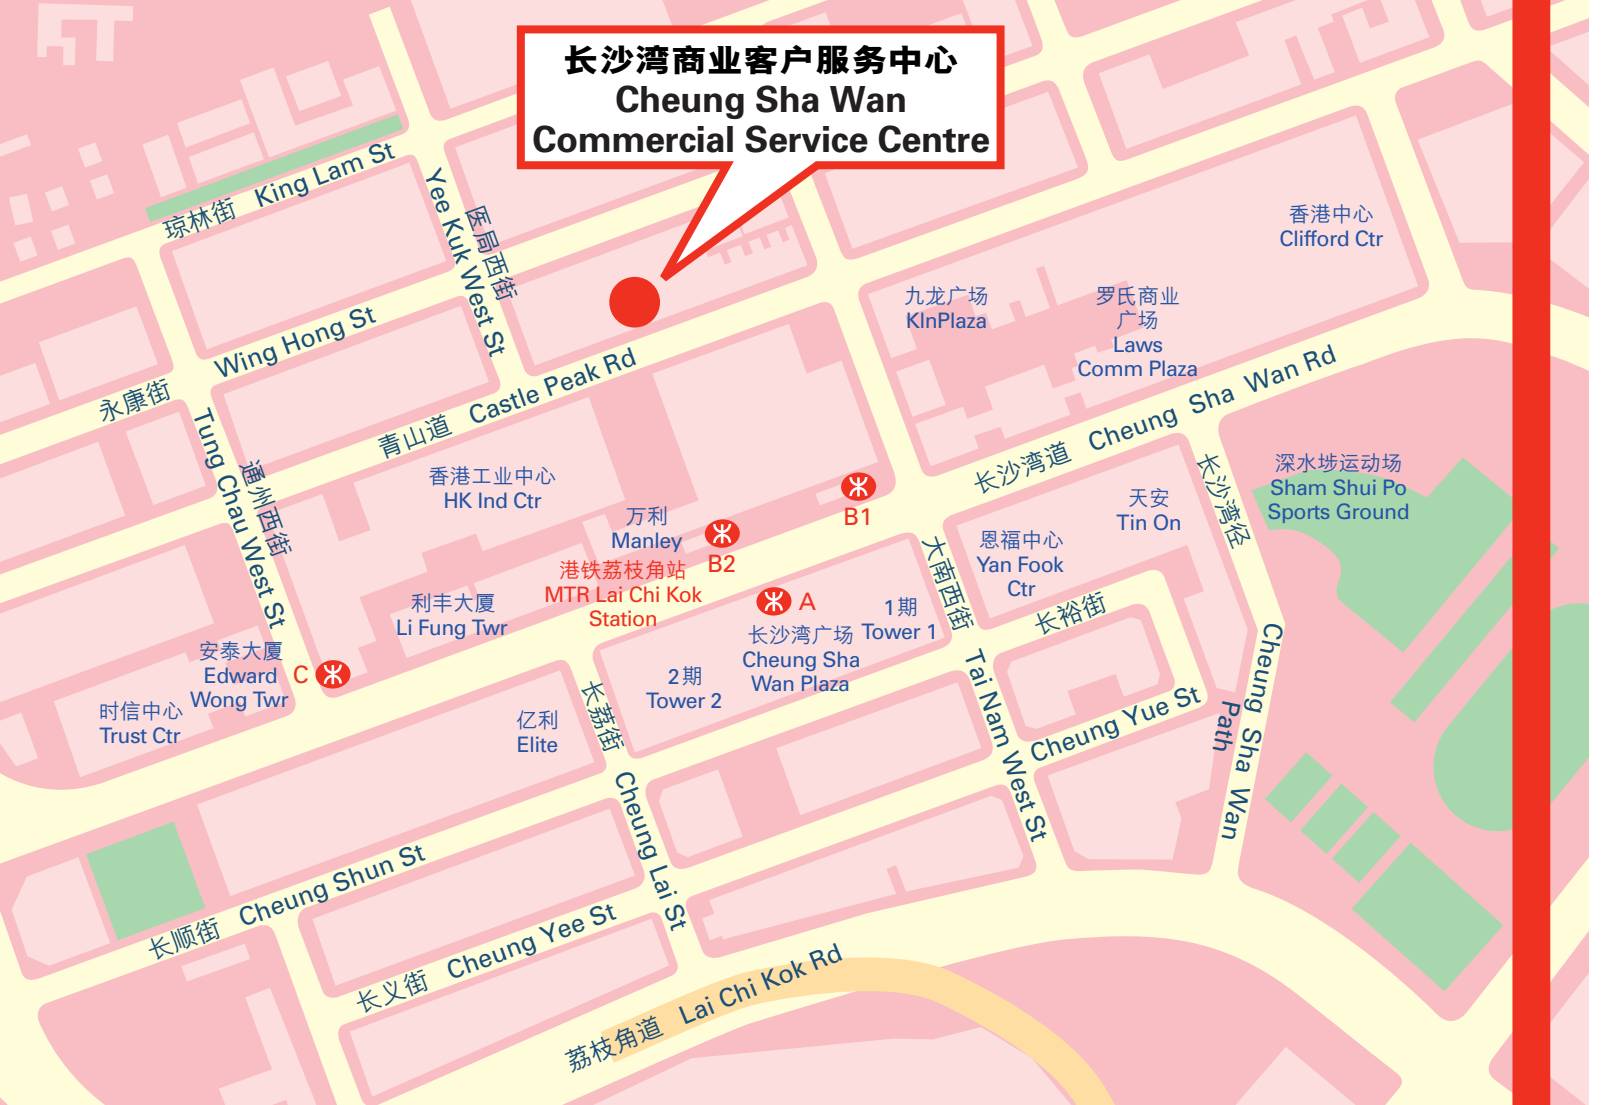 长沙湾商业客户服务中心
Cheung Sha Wan
Commercial Service Centre
琼林街 King Lam St
医局西街
Yee Kuk West St
香港中心
Clifford Ctr
九龙广场
KlnPlaza
罗氏商业
广场
Laws
Comm Plaza
永康街 Wing Hong St
青山道 Castle Peak Rd
长沙湾道 Cheung Sha Wan Rd
通州西街
Tung Chau West St
香港工业中心
HK Ind Ctr
万利
Manley
B2
B1
港铁荔枝角站
MTR Lai Chi Kok
Station
A
天安
Tin On
长沙湾径
Cheung Sha Wan
Path
深水埗运动场
Sham Shui Po
Sports Ground
恩福中心
Yan Fook
Ctr
大南西街 Tai Nam West St
长裕街
Cheung Yue St
利丰大厦
Li Fung Twr
1期
Tower 1
长沙湾广场
Cheung Sha
Wan Plaza
2期
Tower 2
安泰大厦
Edward
Wong Twr
C
时信中心
Trust Ctr
亿利
Elite
长荔街 Cheung Lai St
长顺街 Cheung Shun St
长义街 Cheung Yee St
荔枝角道 Lai Chi Kok Rd